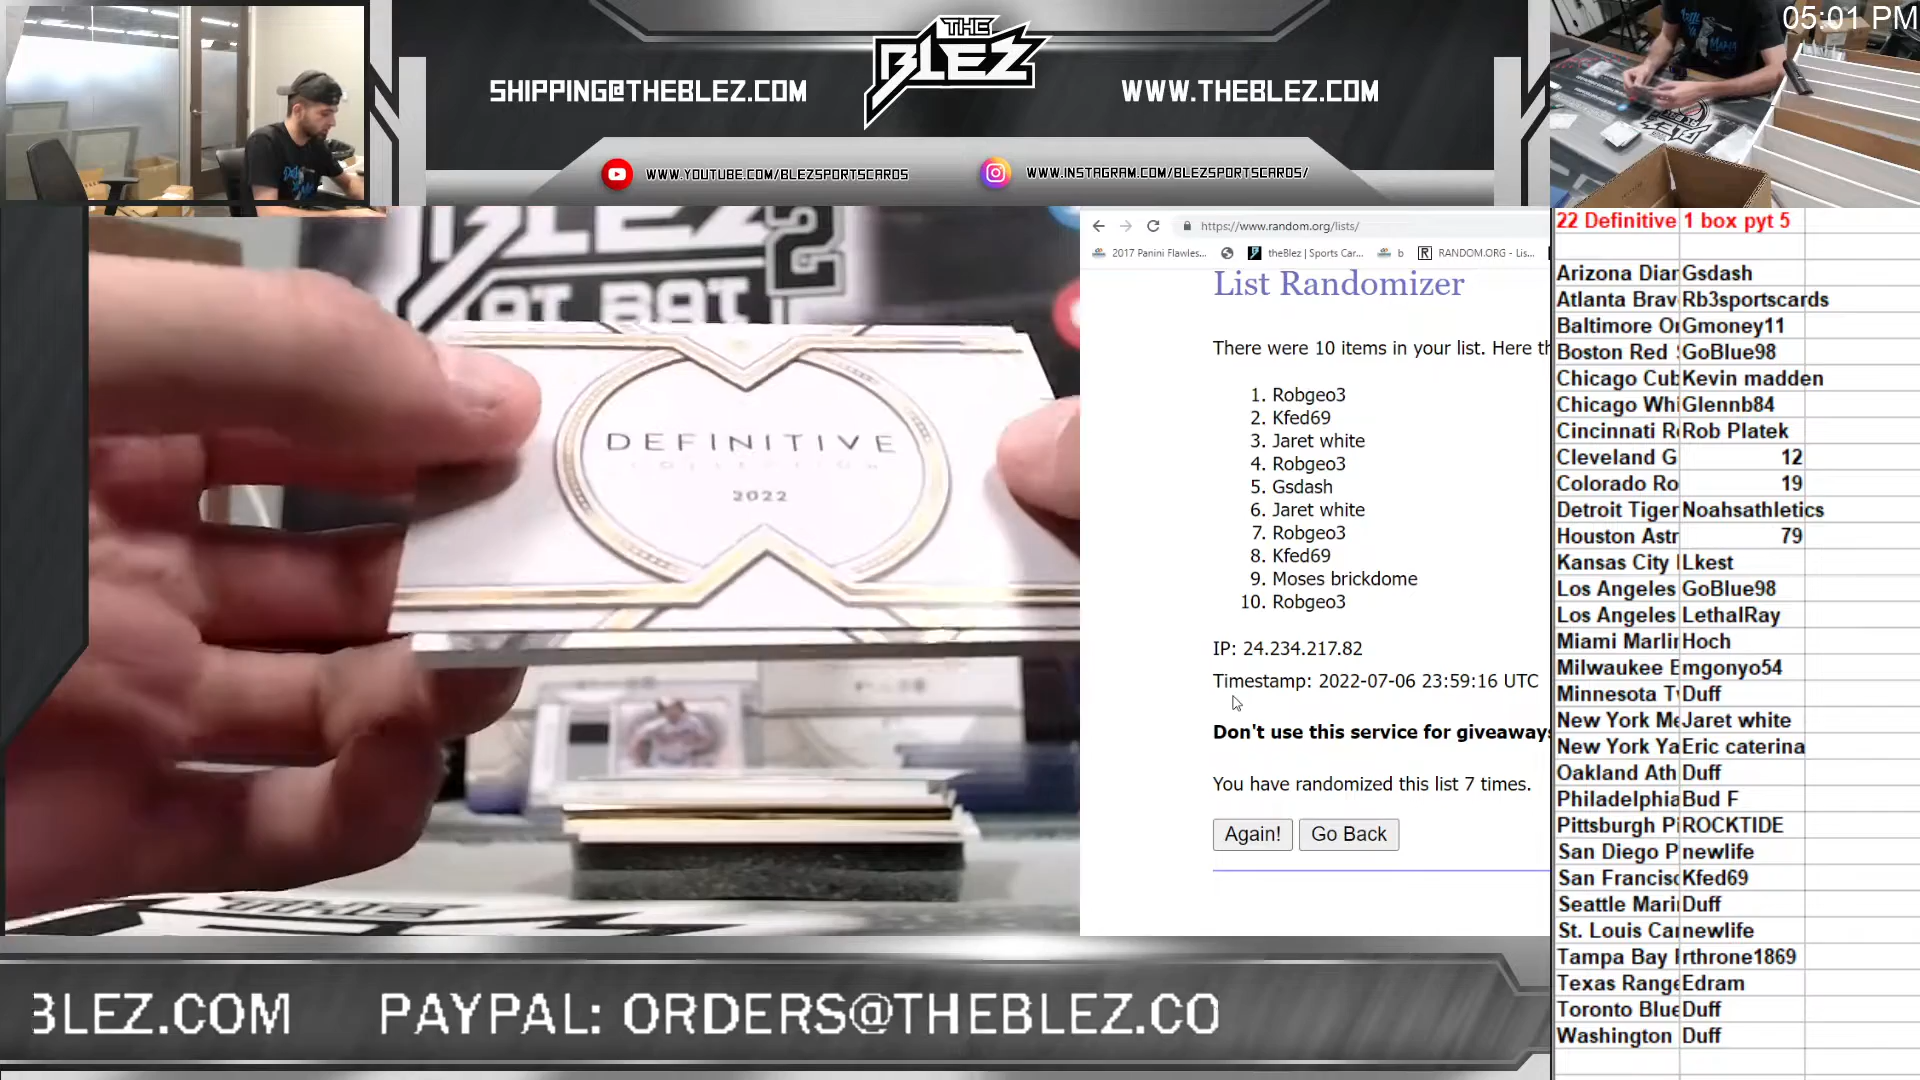 05:01 PM
THE
BLEZ
SHIPPING@THEBLEZ.COM
WWW.THEBLEZ.COM
WWW.YOUTUBE.COM/BLEZSPORTSCARDS
WWW.INSTAGRAM.COM/BLEZSPORTSCARDS/
DEFINITIVE
COLLECTION
2022
https://www.random.org/lists/
2017 Panini Flawles...
theBlez | Sports Car...
b
RANDOM.ORG - Lis...
List Randomizer
There were 10 items in your list. Here th
1. Robgeo3
2. Kfed69
3. Jaret white
4. Robgeo3
5. Gsdash
6. Jaret white
7. Robgeo3
8. Kfed69
9. Moses brickdome
10. Robgeo3
IP: 24.234.217.82
Timestamp: 2022-07-06 23:59:16 UTC
Don't use this service for giveaways
You have randomized this list 7 times.
Again!
Go Back
22 Definitive 1 box pyt 5
Arizona Diar Gsdash
Atlanta Brav Rb3sportscards
Baltimore Or Gmoney11
Boston Red S GoBlue98
Chicago Cub Kevin madden
Chicago Whi Glennb84
Cincinnati Re Rob Platek
Cleveland G 12
Colorado Ro 19
Detroit Tiger Noahsathletics
Houston Astr 79
Kansas City Lkest
Los Angeles GoBlue98
Los Angeles LethalRay
Miami Marlin Hoch
Milwaukee B mgonyo54
Minnesota Tw Duff
New York Me Jaret white
New York Ya Eric caterina
Oakland Ath Duff
Philadelphia Bud F
Pittsburgh Pi ROCKTIDE
San Diego P newlife
San Francisc Kfed69
Seattle Mari Duff
St. Louis Car newlife
Tampa Bay R rthrone1869
Texas Range Edram
Toronto Blue Duff
Washington Duff
BLEZ.COM PAYPAL: ORDERS@THEBLEZ.CO